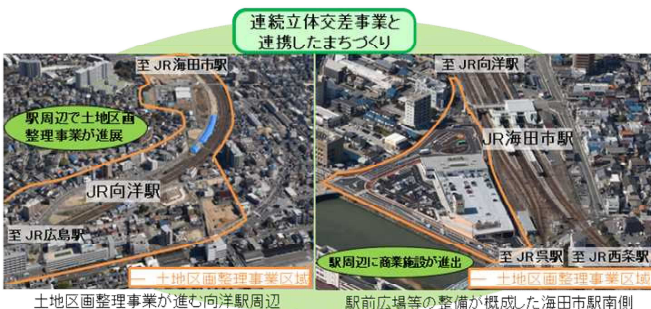 連続立体交差事業と
連携したまちづくり
至 JR海田市駅
駅周辺で土地区画
整理事業が進展
JR向洋駅
至 JR広島駅
土地区画整理事業区域
土地区画整理事業が進む向洋駅周辺
至 JR向洋駅
JR海田市駅
至 JR呉駅
至 JR西条駅
駅周辺に商業施設が進出
土地区画整理事業区域
駅前広場等の整備が概成した海田市駅南側